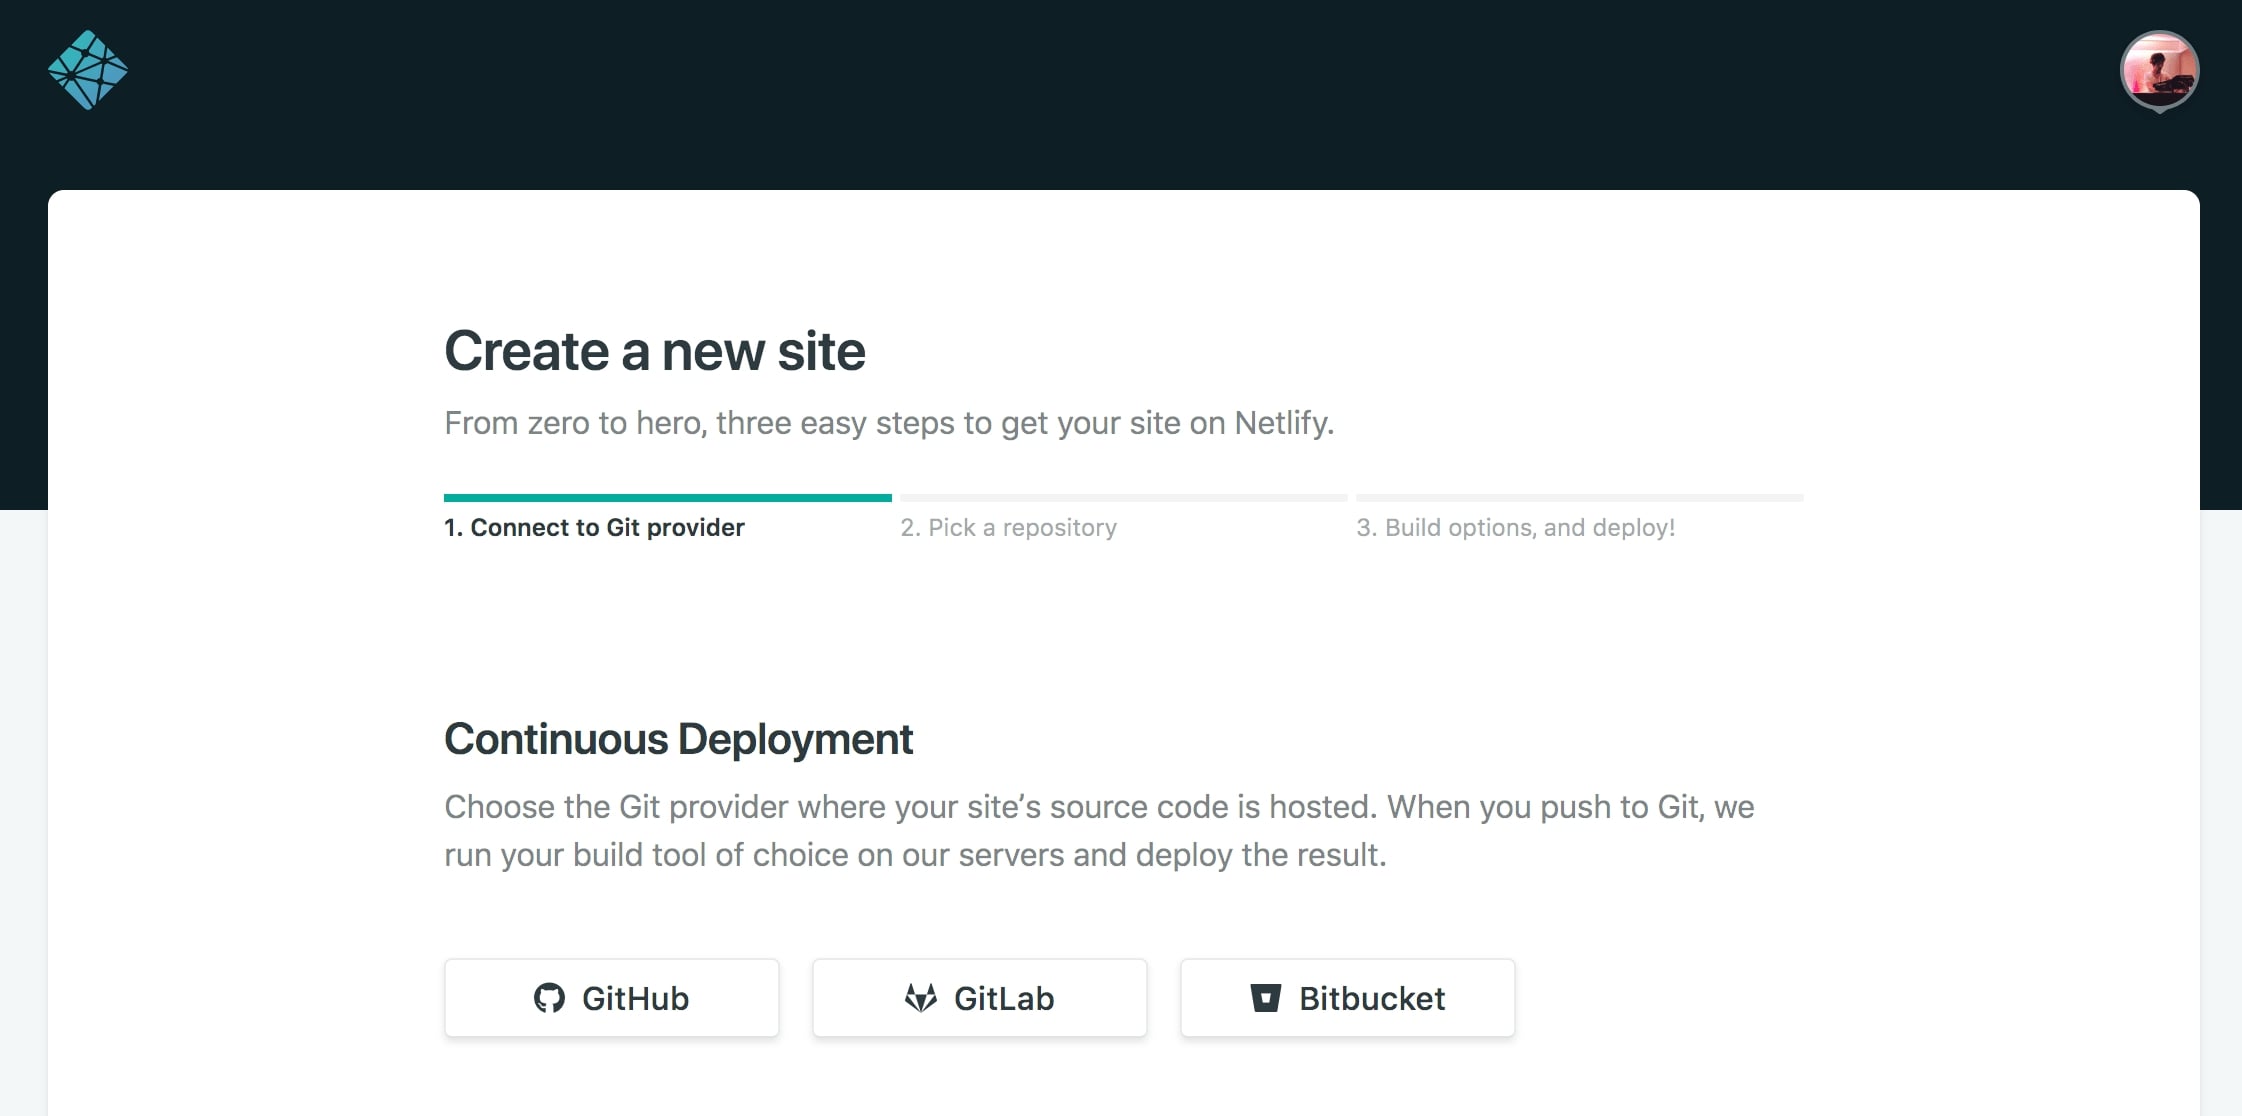 Create a new site
From zero to hero, three easy steps to get your site on Netlify.
1. Connect to Git provider
2. Pick a repository
3. Build options, and deploy!
Continuous Deployment
Choose the Git provider where your site’s source code is hosted. When you push to Git, we
run your build tool of choice on our servers and deploy the result.
GitHub
GitLab
Bitbucket